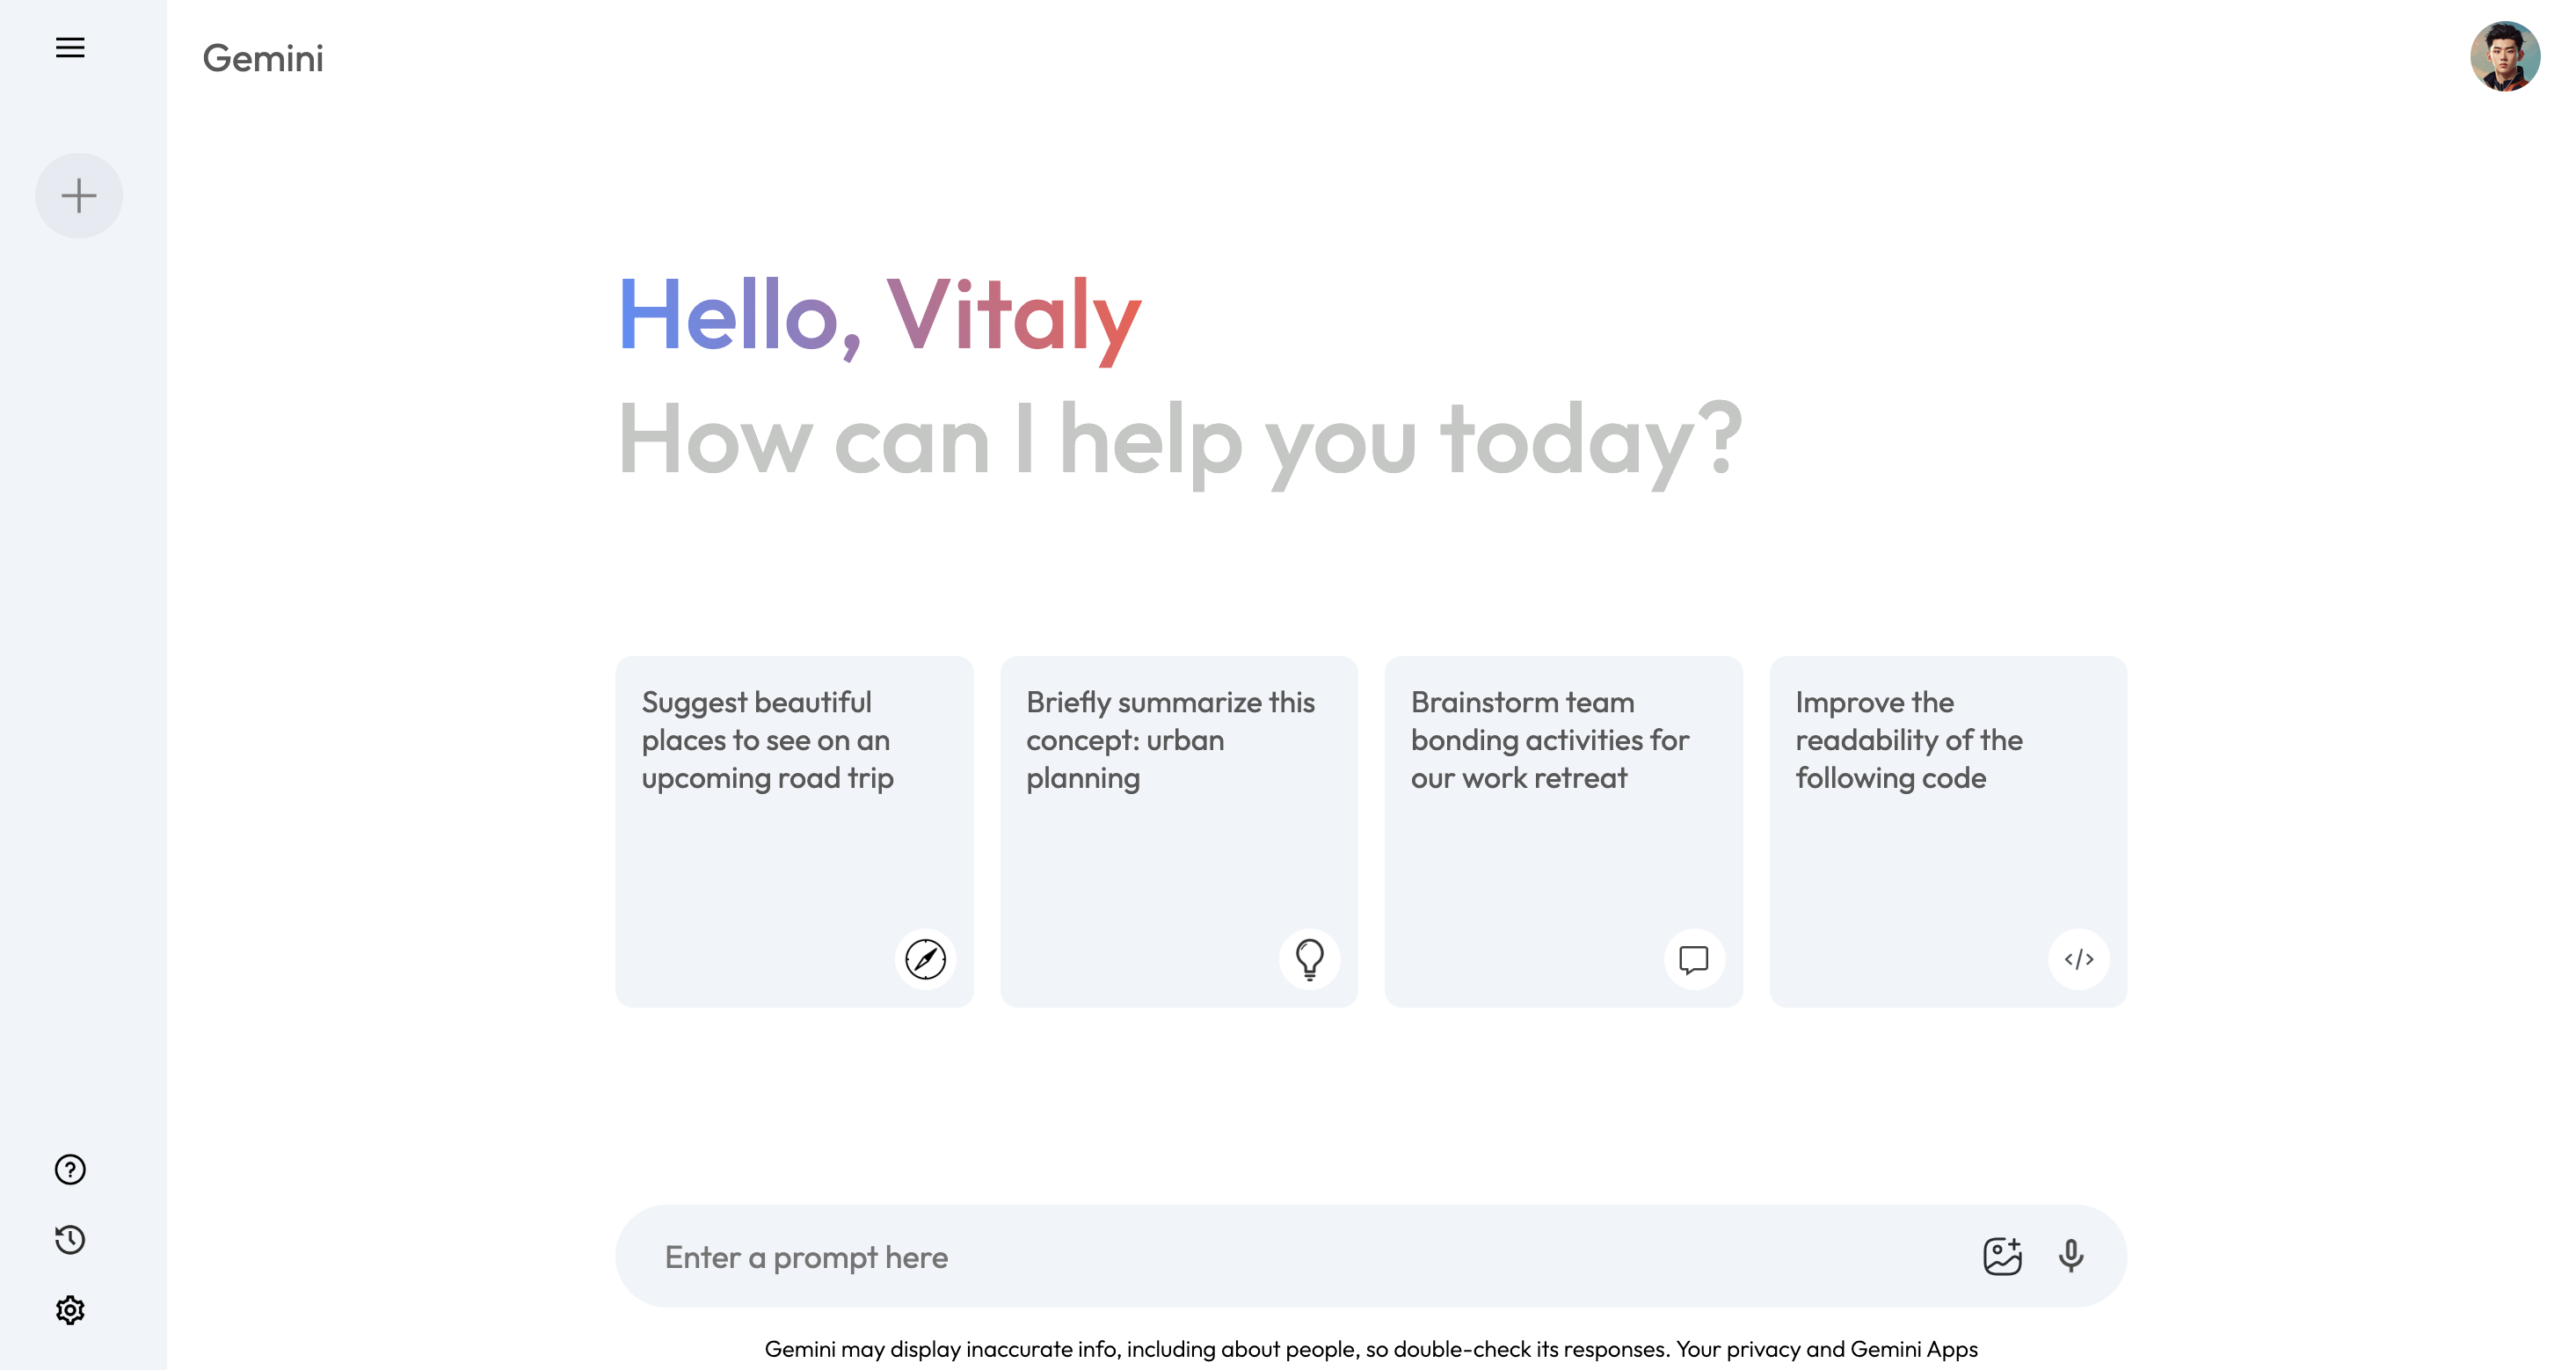 Gemini
Hello, Vitaly
How can I help you today?
Suggest beautiful
places to see on an
upcoming road trip
Briefly summarize this
concept: urban
planning
Brainstorm team
bonding activities for
our work retreat
Improve the
readability of the
following code
Enter a prompt here
Gemini may display inaccurate info, including about people, so double-check its responses. Your privacy and Gemini Apps